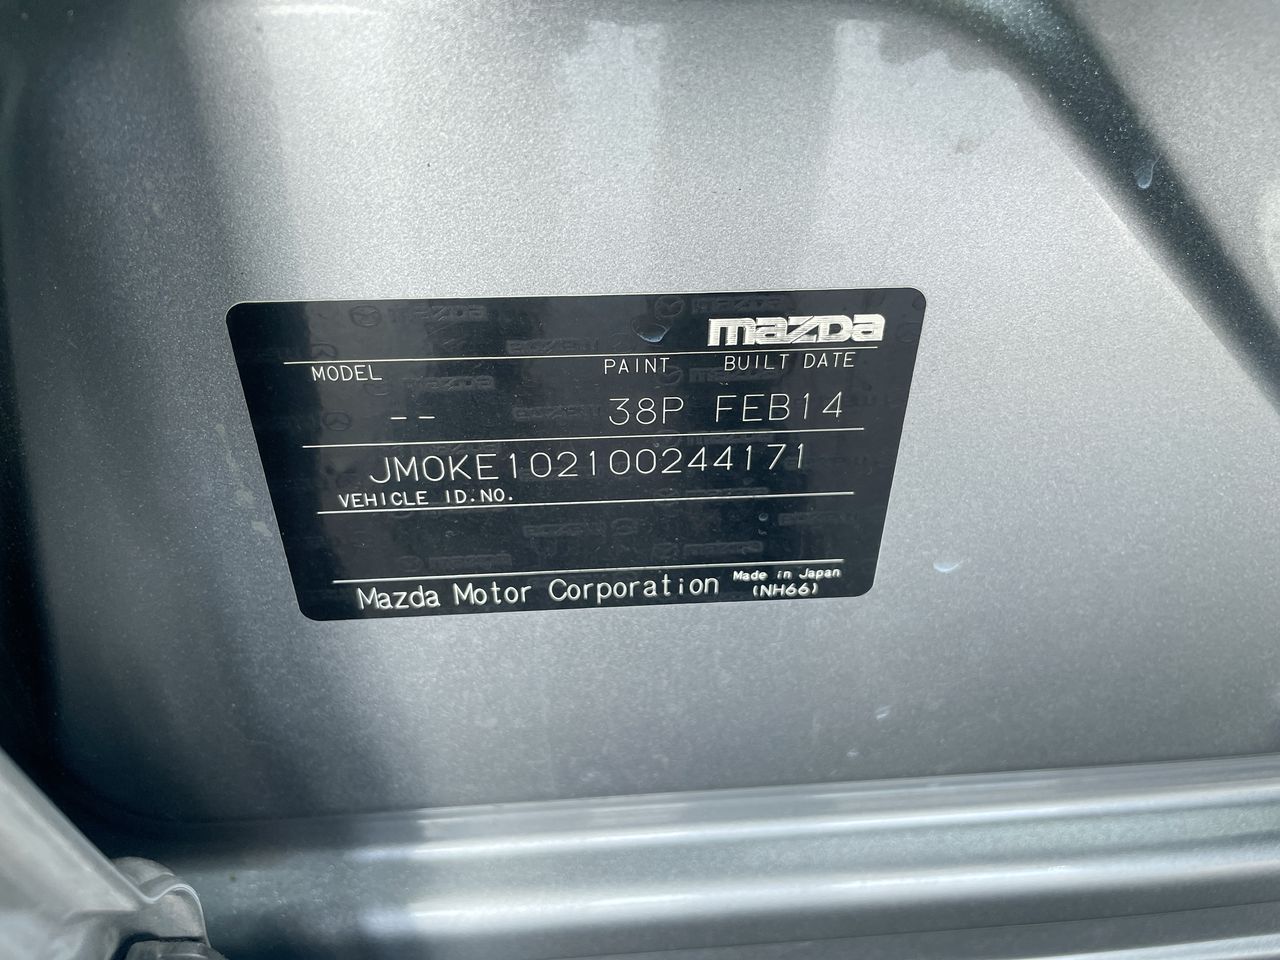 mazda
MODEL PAINT BUILT DATE
-- 38P FEB14
JM0KE102100244171
VEHICLE ID.NO.
Mazda Motor Corporation Made in Japan
(NH66)